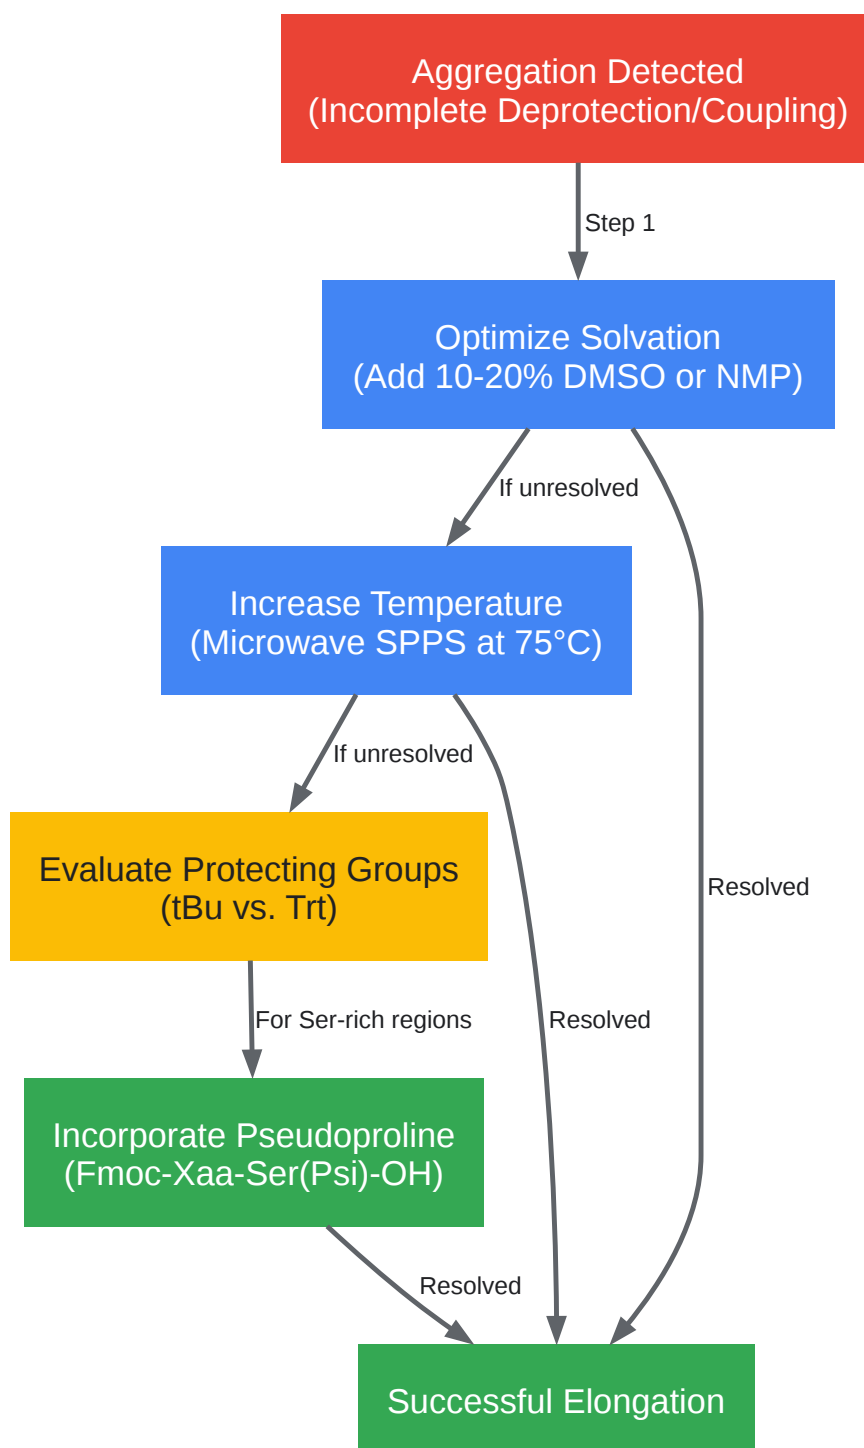 Aggregation Detected
(Incomplete Deprotection/Coupling)
Step 1
Optimize Solvation
(Add 10-20% DMSO or NMP)
If unresolved
Increase Temperature
(Microwave SPPS at 75°C)
If unresolved
Evaluate Protecting Groups
(tBu vs. Trt)
Resolved
For Ser-rich regions
Resolved
Incorporate Pseudoproline
(Fmoc-Xaa-Ser(Psi)-OH)
Resolved
Successful Elongation